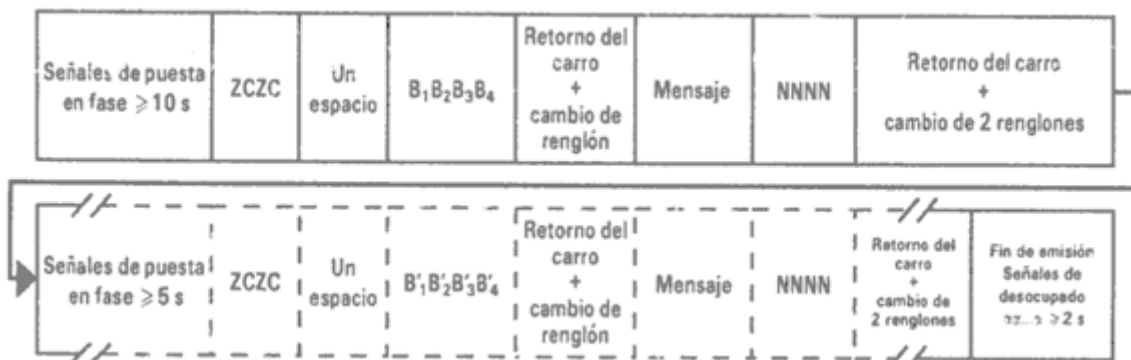 Señales de puesta
en fase ⩾ 10 s
ZCZC
Un
espacio
B₁B₂B₃B₄
Retorno del
carro
+
cambio de
renglón
Mensaje
NNNN
Retorno del carro
+
cambio de 2 renglones
Señales de puesta
en fase ⩾ 5 s
ZCZC
Un
espacio
B′₁B′₂B′₃B′₄
Retorno del
carro
+
cambio de
renglón
Mensaje
NNNN
Retorno del
carro
+
cambio de
2 renglones
Fin de emisión
Señales de
desocupado
⩾ 2 s